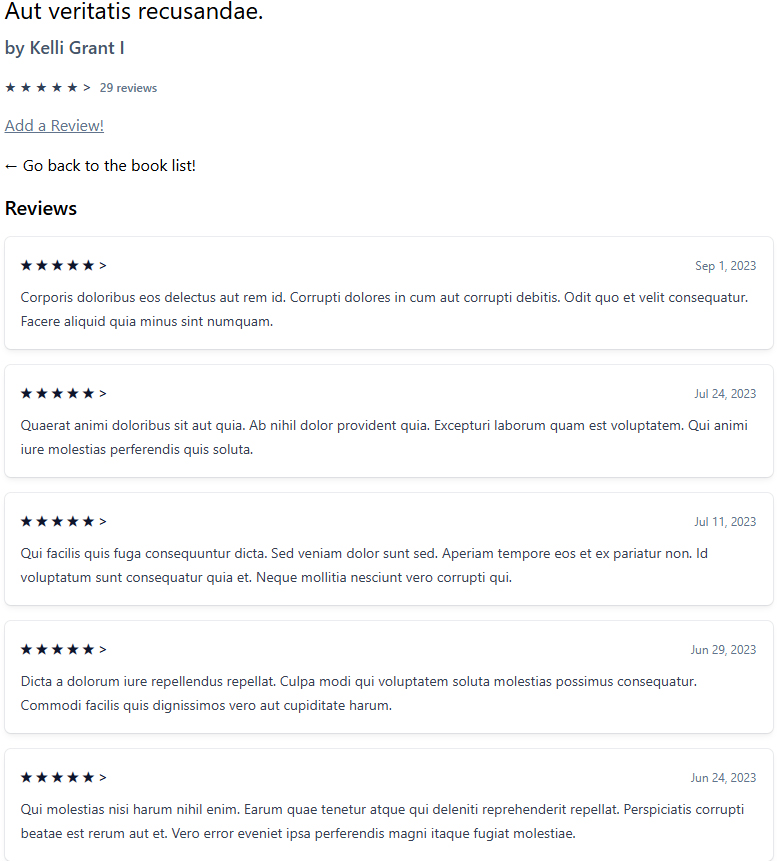 Aut veritatis recusandae.
by Kelli Grant I
★ ★ ★ ★ ★ > 29 reviews
Add a Review!
← Go back to the book list!
Reviews
★ ★ ★ ★ ★ > Sep 1, 2023
Corporis doloribus eos delectus aut rem id. Corrupti dolores in cum aut corrupti debitis. Odit quo et velit consequatur.
Facere aliquid quia minus sint numquam.
★ ★ ★ ★ ★ > Jul 24, 2023
Quaerat animi doloribus sit aut quia. Ab nihil dolor provident quia. Excepturi laborum quam est voluptatem. Qui animi
iure molestias perferendis quis soluta.
★ ★ ★ ★ ★ > Jul 11, 2023
Qui facilis quis fuga consequuntur dicta. Sed veniam dolor sunt sed. Aperiam tempore eos et ex pariatur non. Id
voluptatum sunt consequatur quia et. Neque mollitia nesciunt vero corrupti qui.
★ ★ ★ ★ ★ > Jun 29, 2023
Dicta a dolorum iure repellendus repellat. Culpa modi qui voluptatem soluta molestias possimus consequatur.
Commodi facilis quis dignissimos vero aut cupiditate harum.
★ ★ ★ ★ ★ > Jun 24, 2023
Qui molestias nisi harum nihil enim. Earum quae tenetur atque qui deleniti reprehenderit repellat. Perspiciatis corrupti
beatae est rerum aut et. Vero error eveniet ipsa perferendis magni itaque fugiat molestiae.